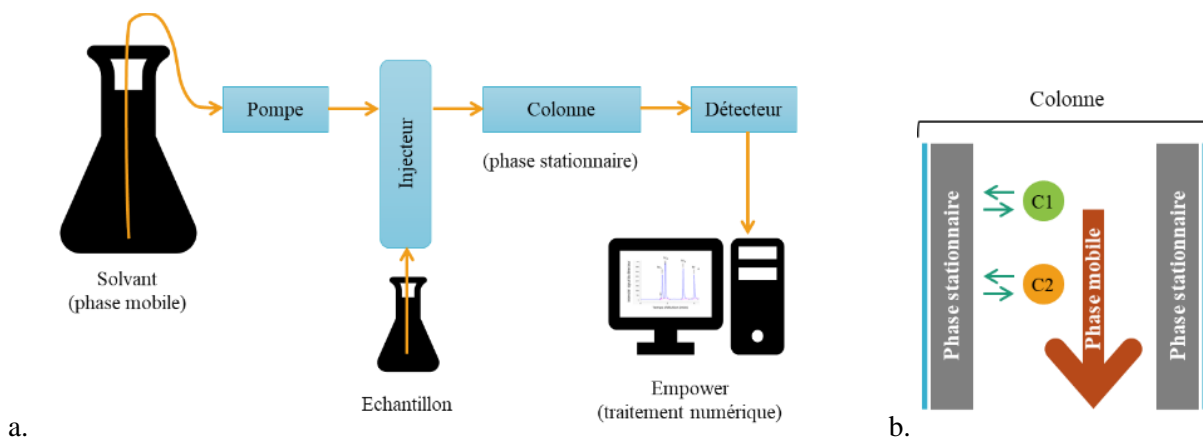 Pompe
Injecteur
Colonne
Détecteur
(phase stationnaire)
Solvant
(phase mobile)
Echantillon
Empower
(traitement numérique)
a.
Colonne
Phase stationnaire
C1
C2
Phase mobile
Phase stationnaire
b.